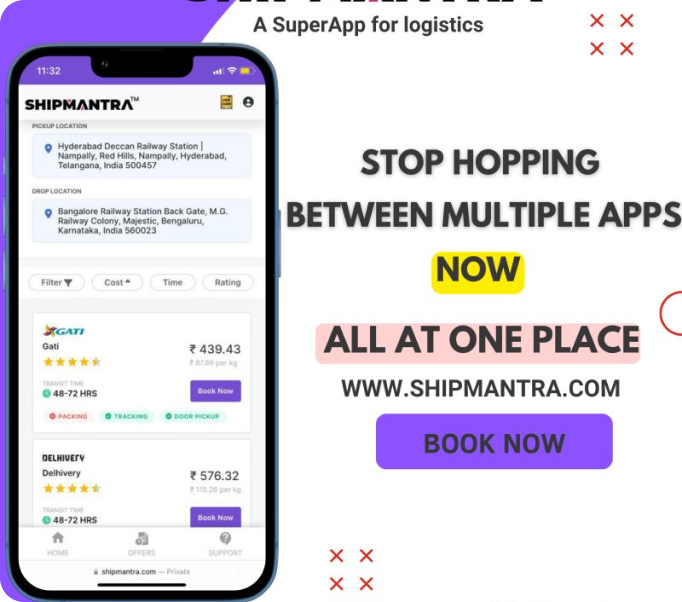 SHIPMANTRA
A SuperApp for logistics
11:32
SHIPMANTRA™
PICKUP LOCATION
Hyderabad Deccan Railway Station |
Nampally, Red Hills, Nampally, Hyderabad,
Telangana, India 500457
DROP LOCATION
Bangalore Railway Station Back Gate, M.G.
Railway Colony, Majestic, Bengaluru,
Karnataka, India 560023
Filter Cost Time Rating
GATI
Gati
₹ 439.43
₹ 87.89 per kg
TRANSIT TIME
48-72 HRS
Book Now
PACKING TRACKING DOOR PICKUP
DELHIVERY
Delhivery
₹ 576.32
₹ 115.26 per kg
TRANSIT TIME
48-72 HRS
Book Now
HOME OFFERS SUPPORT
shipmantra.com — Private
STOP HOPPING
BETWEEN MULTIPLE APPS
NOW
ALL AT ONE PLACE
WWW.SHIPMANTRA.COM
BOOK NOW